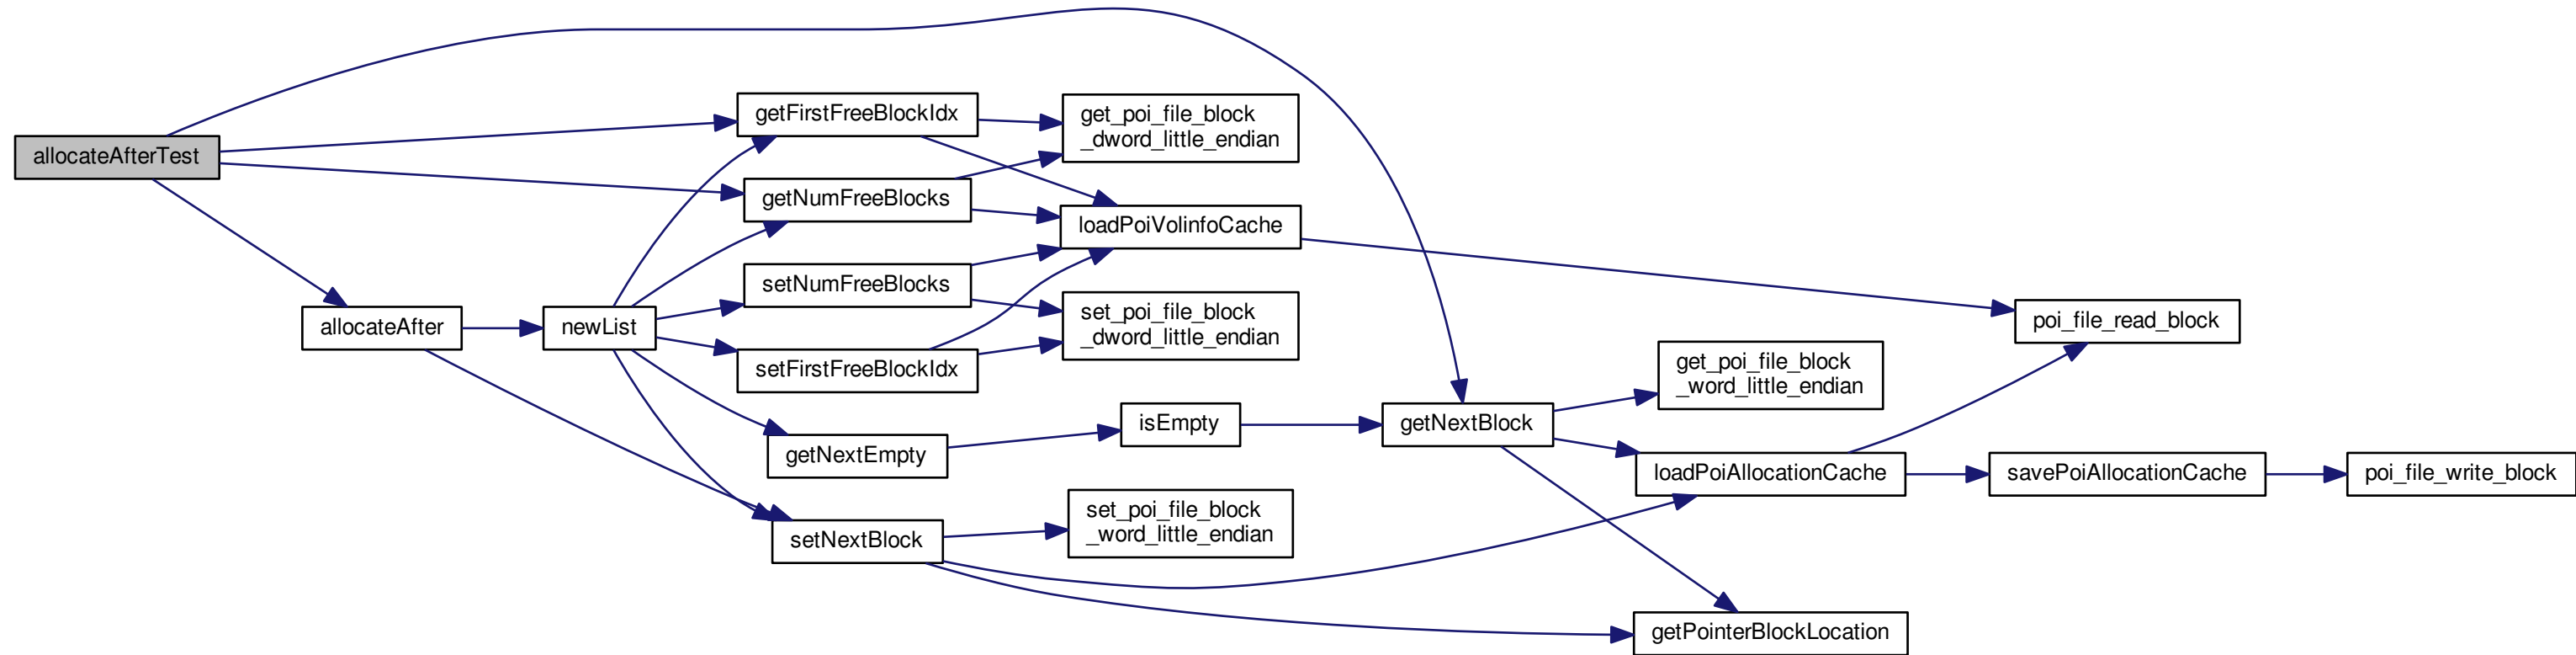 allocateAfterTest
allocateAfter
newList
getFirstFreeBlockIdx
getNumFreeBlocks
setNumFreeBlocks
setFirstFreeBlockIdx
getNextEmpty
setNextBlock
get_poi_file_block
_dword_little_endian
loadPoiVolinfoCache
set_poi_file_block
_dword_little_endian
isEmpty
set_poi_file_block
_word_little_endian
getNextBlock
get_poi_file_block
_word_little_endian
loadPoiAllocationCache
getPointerBlockLocation
poi_file_read_block
savePoiAllocationCache
poi_file_write_block